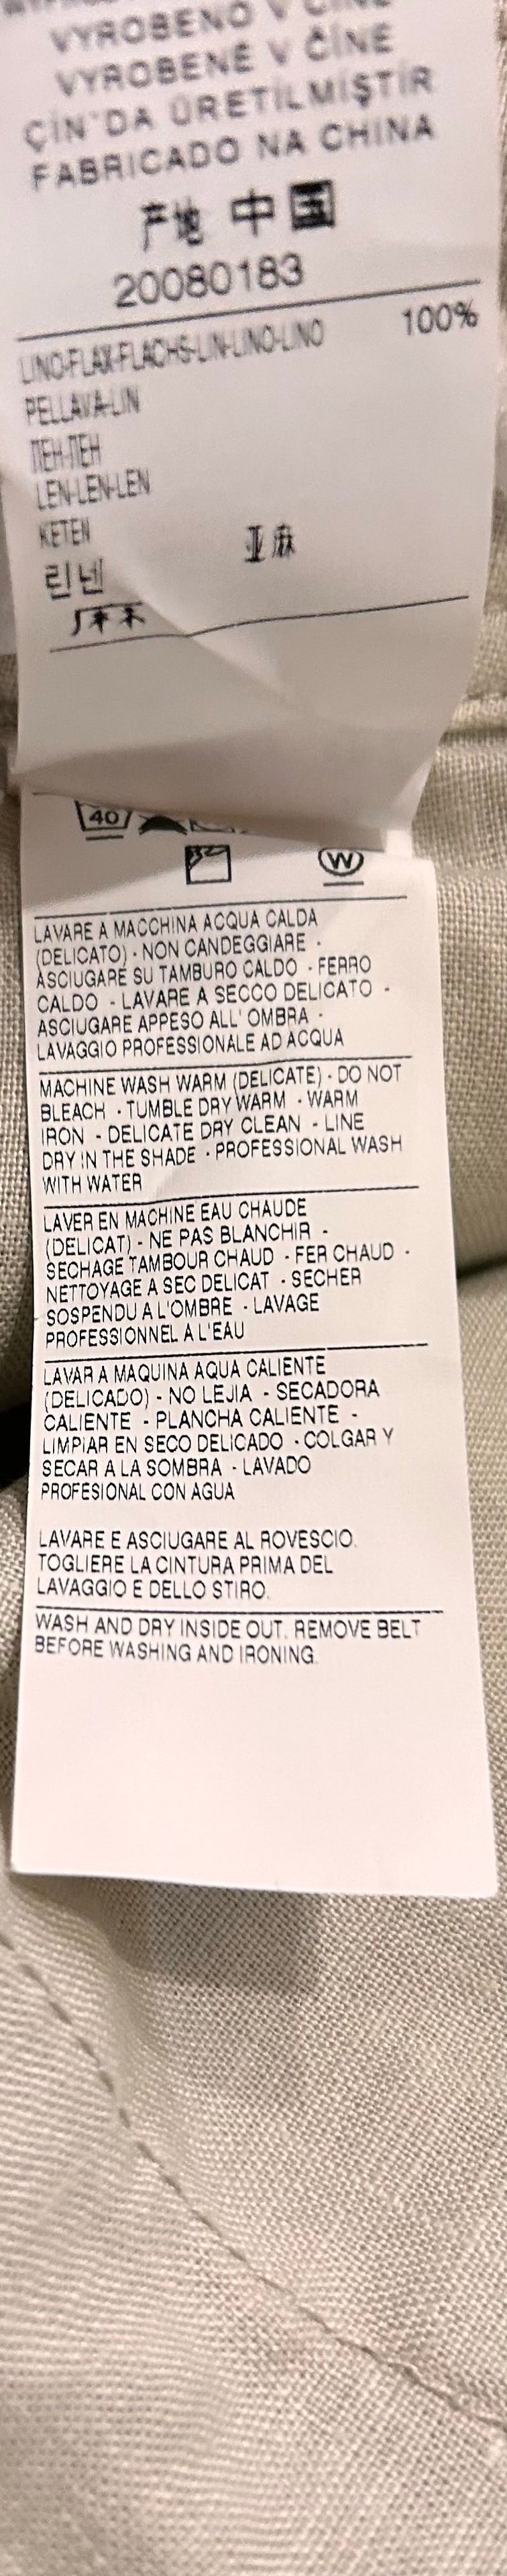 VYROBENO V ČÍNĚ
VYROBENÉ V ČÍNE
ÇİN'DA ÜRETİLMİŞTİR
FABRICADO NA CHINA
产地 中国
20080183
LINO-FLAX-FLACHS-LIN-LINO-LINO 100%
PELLAVA-LIN
ΠEH-ΠEH
LEN-LEN-LEN
KETEN 亚麻
린넨
40
W
LAVARE A MACCHINA ACQUA CALDA
(DELICATO) - NON CANDEGGIARE -
ASCIUGARE SU TAMBURO CALDO - FERRO
CALDO - LAVARE A SECCO DELICATO -
ASCIUGARE APPESO ALL' OMBRA -
LAVAGGIO PROFESSIONALE AD ACQUA
MACHINE WASH WARM (DELICATE) - DO NOT
BLEACH - TUMBLE DRY WARM - WARM
IRON - DELICATE DRY CLEAN - LINE
DRY IN THE SHADE - PROFESSIONAL WASH
WITH WATER
LAVER EN MACHINE EAU CHAUDE
(DELICAT) - NE PAS BLANCHIR -
SECHAGE TAMBOUR CHAUD - FER CHAUD -
NETTOYAGE A SEC DELICAT - SECHER
SOSPENDU A L'OMBRE - LAVAGE
PROFESSIONNEL A L'EAU
LAVAR A MAQUINA AQUA CALIENTE
(DELICADO) - NO LEJIA - SECADORA
CALIENTE - PLANCHA CALIENTE -
LIMPIAR EN SECO DELICADO - COLGAR Y
SECAR A LA SOMBRA - LAVADO
PROFESIONAL CON AGUA
LAVARE E ASCIUGARE AL ROVESCIO.
TOGLIERE LA CINTURA PRIMA DEL
LAVAGGIO E DELLO STIRO.
WASH AND DRY INSIDE OUT. REMOVE BELT
BEFORE WASHING AND IRONING.